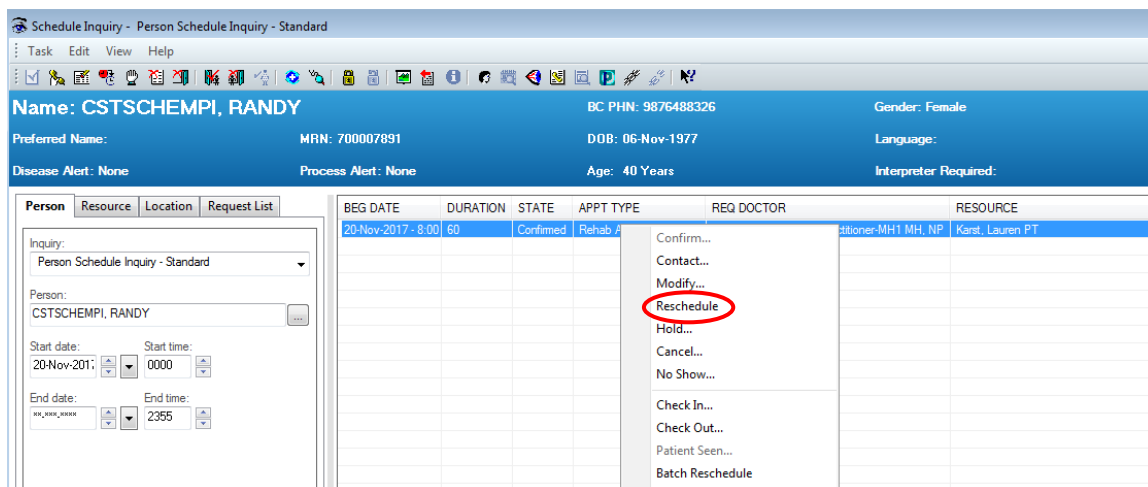 Schedule Inquiry - Person Schedule Inquiry - Standard
Task Edit View Help
Name: CSTSCHEMPI, RANDY BC PHN: 9876488326 Gender: Female
Preferred Name: MRN: 700007891 DOB: 06-Nov-1977 Language:
Disease Alert: None Process Alert: None Age: 40 Years Interpreter Required:
Person Resource Location Request List
Inquiry:
Person Schedule Inquiry - Standard
Person:
CSTSCHEMPI, RANDY
...
Start date: Start time:
20-Nov-201 0000
End date: End time:
**-***-**** 2355
BEG DATE DURATION STATE APPT TYPE REQ DOCTOR RESOURCE
20-Nov-2017 - 8:00 60 Confirmed Rehab A titioner-MH1 MH, NP Karst, Lauren PT
Confirm...
Contact...
Modify...
Reschedule
Hold...
Cancel...
No Show...
Check In...
Check Out...
Patient Seen...
Batch Reschedule